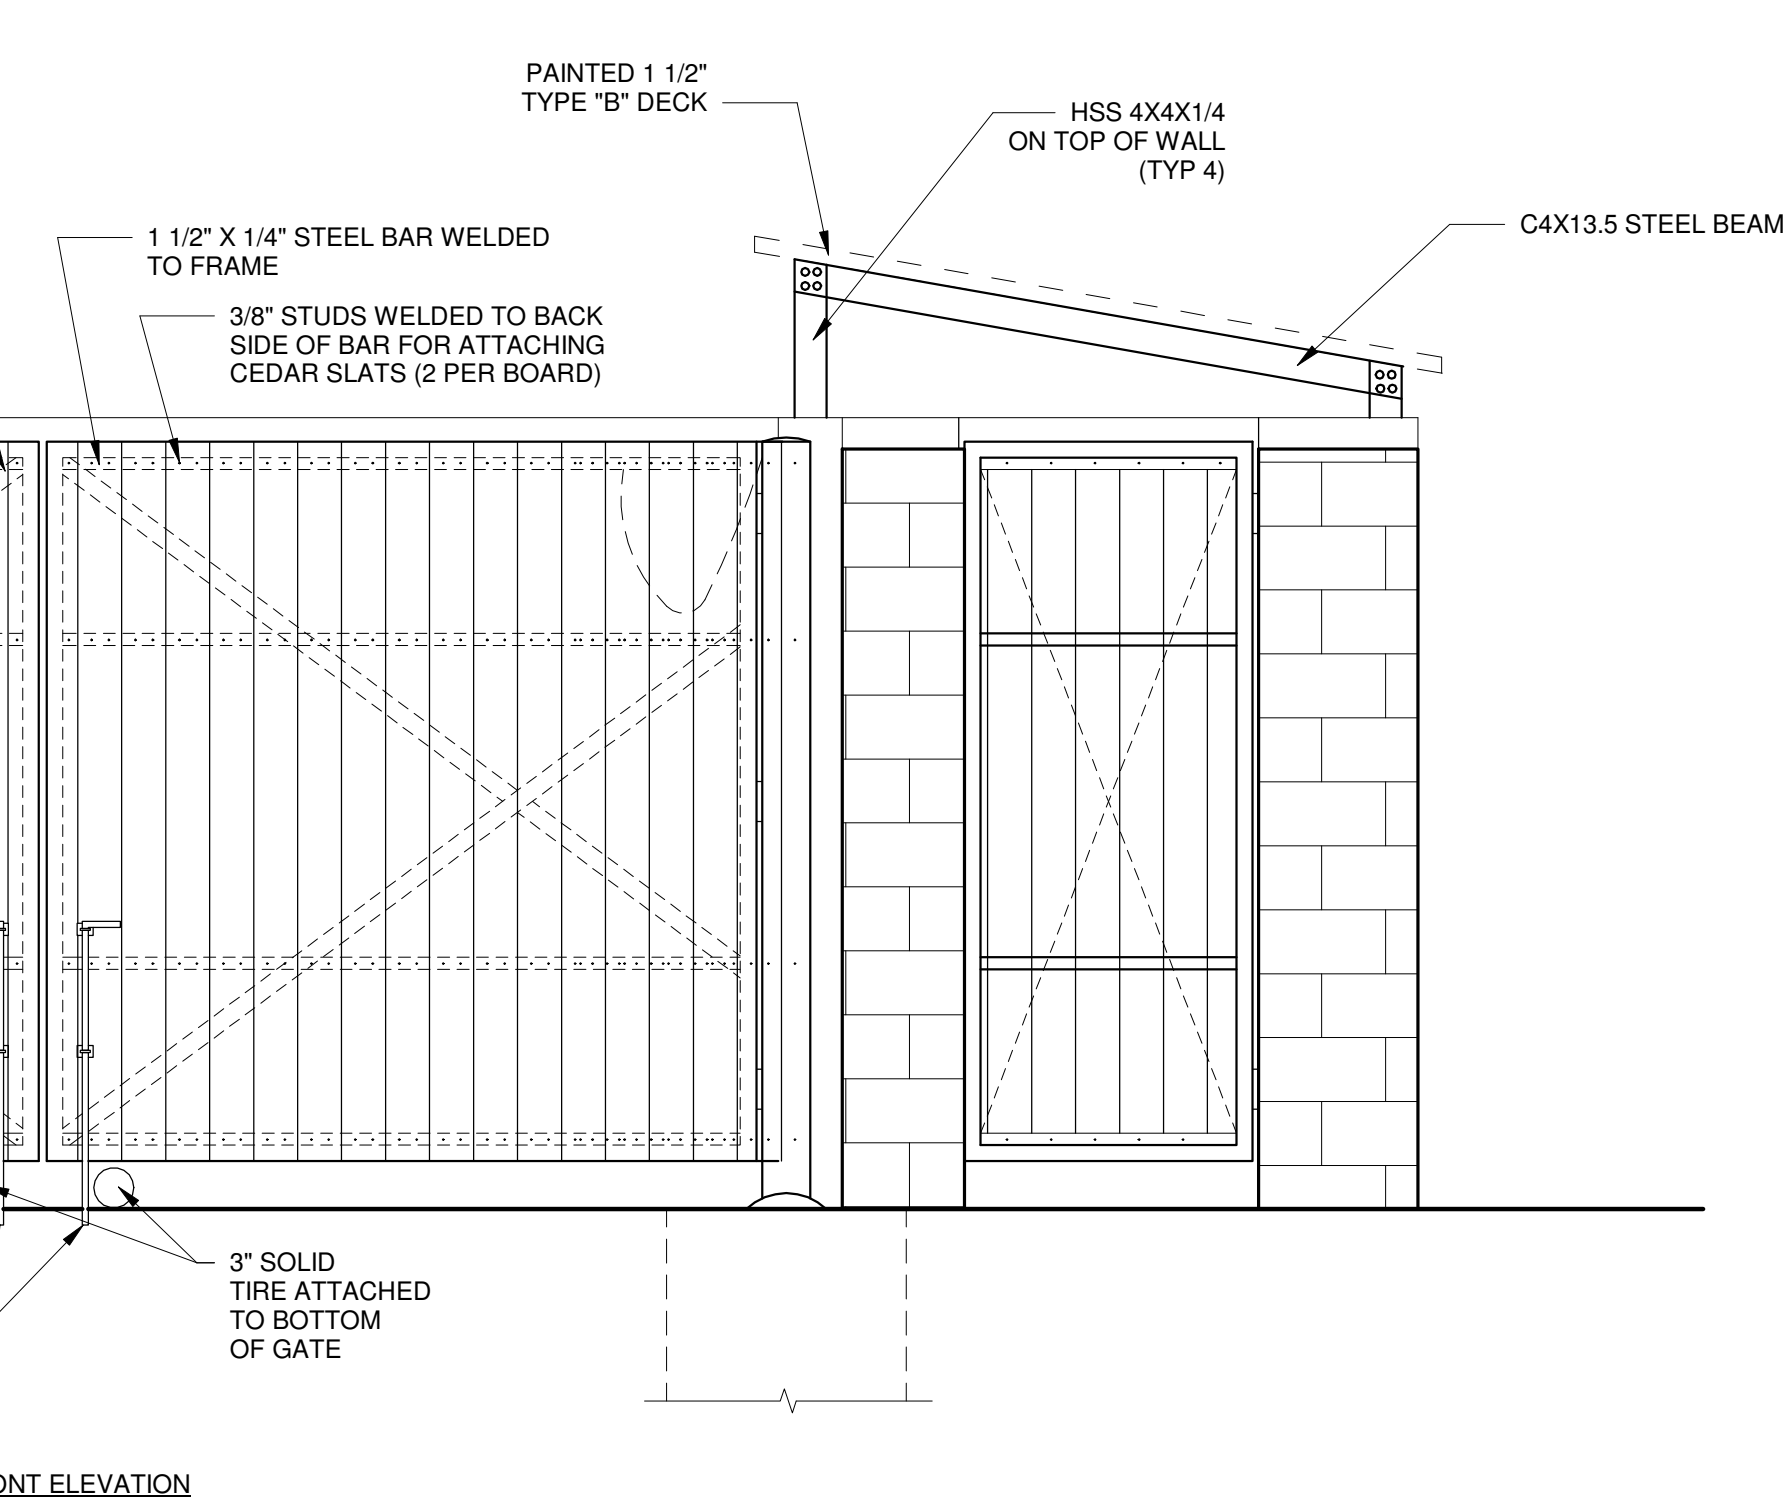 PAINTED 1 1/2"
TYPE "B" DECK
HSS 4X4X1/4
ON TOP OF WALL
(TYP 4)
C4X13.5 STEEL BEAM
1 1/2" X 1/4" STEEL BAR WELDED
TO FRAME
3/8" STUDS WELDED TO BACK
SIDE OF BAR FOR ATTACHING
CEDAR SLATS (2 PER BOARD)
3" SOLID
TIRE ATTACHED
TO BOTTOM
OF GATE
ONT ELEVATION